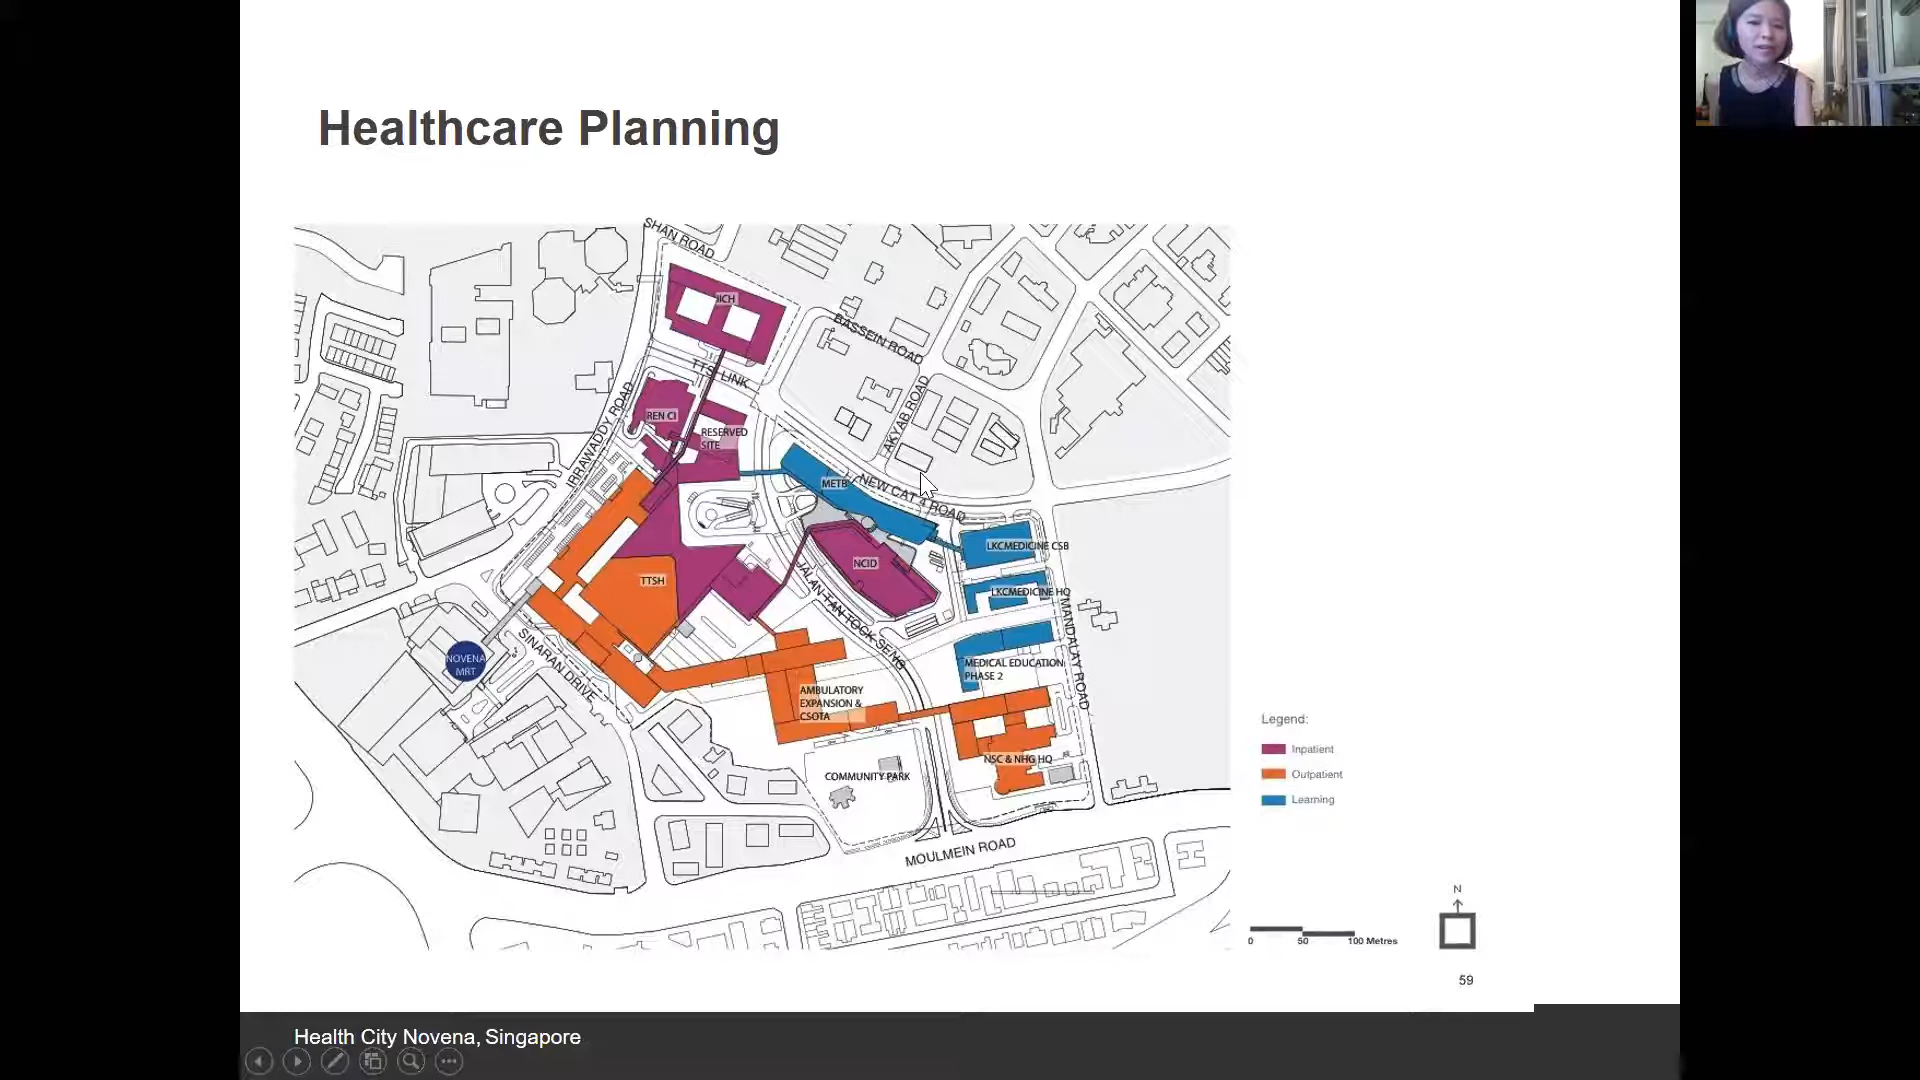 Healthcare Planning
SHAN ROAD
IICH
BASSEIN ROAD
LINK
IRRAWADDY ROAD
REN CI
RESERVED
SITE
AKYAB ROAD
METB
NEW CAT 4 ROAD
LKCMEDICINE CSB
NCID
TTSH
LKCMEDICINE HQ
JALAN TAN TOCK SENG
MANDALAY ROAD
NOVENA
MRT
SINARAN DRIVE
MEDICAL EDUCATION
PHASE 2
AMBULATORY
EXPANSION &
CSOTA
NSC & NHG HQ
COMMUNITY PARK
MOULMEIN ROAD
Legend:
Inpatient
Outpatient
Learning
N
0 50 100 Metres
59
Health City Novena, Singapore